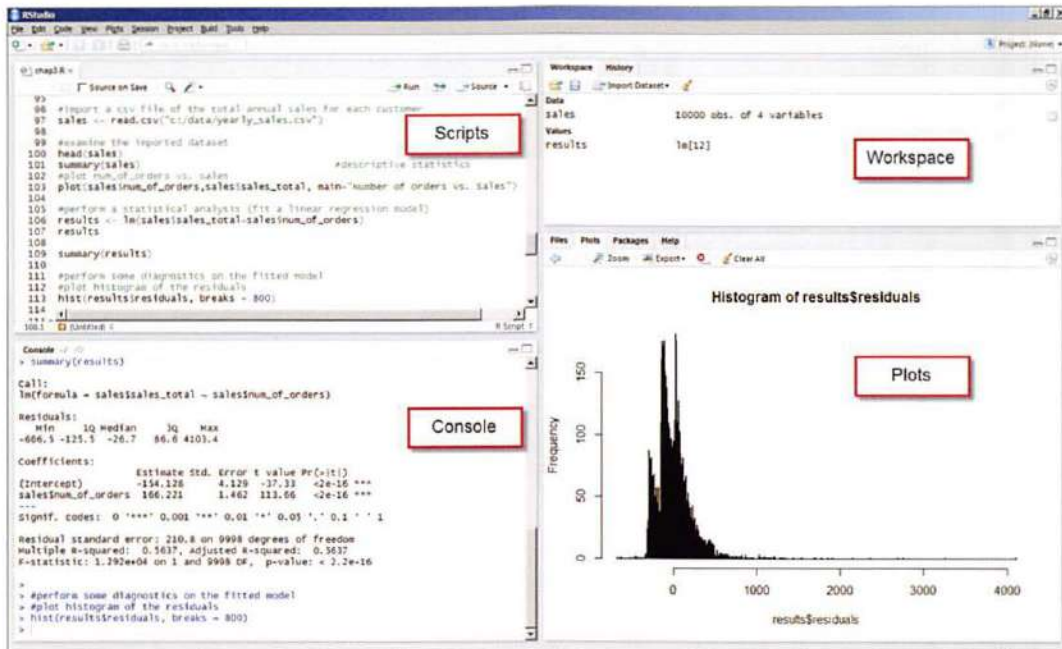 RStudio
File Edit Code View Plots Session Project Build Tools Help
Project: (None)
chap3.R
Source on Save
Run
Source
95
96 #import a csv file of the total annual sales for each customer
97 sales <- read.csv("c:/data/yearly_sales.csv")
98
99 #examine the imported dataset
100 head(sales)
101 summary(sales) #descriptive statistics
102 #plot num_of_orders vs. sales
103 plot(sales$num_of_orders,sales$sales_total, main="Number of Orders vs. Sales")
104
105 #perform a statistical analysis (fit a linear regression model)
106 results <- lm(sales$sales_total~sales$num_of_orders)
107 results
108
109 summary(results)
110
111 #perform some diagnostics on the fitted model
112 #plot histogram of the residuals
113 hist(results$residuals, breaks = 800)
114
108:1 (Untitled)
R Script
Scripts
Console
> summary(results)
Call:
lm(formula = sales$sales_total ~ sales$num_of_orders)
Residuals:
Min 1Q Median 3Q Max
-666.5 -125.5 -26.7 86.6 4103.4
Coefficients:
Estimate Std. Error t value Pr(>|t|)
(Intercept) -154.128 4.129 -37.33 <2e-16 ***
sales$num_of_orders 166.221 1.462 113.66 <2e-16 ***
---
Signif. codes: 0 '***' 0.001 '**' 0.01 '*' 0.05 '.' 0.1 ' ' 1
Residual standard error: 210.8 on 9998 degrees of freedom
Multiple R-squared: 0.5637, Adjusted R-squared: 0.5637
F-statistic: 1.292e+04 on 1 and 9998 DF, p-value: < 2.2e-16
>
> #perform some diagnostics on the fitted model
> #plot histogram of the residuals
> hist(results$residuals, breaks = 800)
>
Console
Workspace History
Import Dataset
Data
sales 10000 obs. of 4 variables
Values
results lm[12]
Workspace
Files Plots Packages Help
Zoom Export Clear All
Histogram of results$residuals
Plots
Frequency
150
100
50
0
0 1000 2000 3000 4000
results$residuals